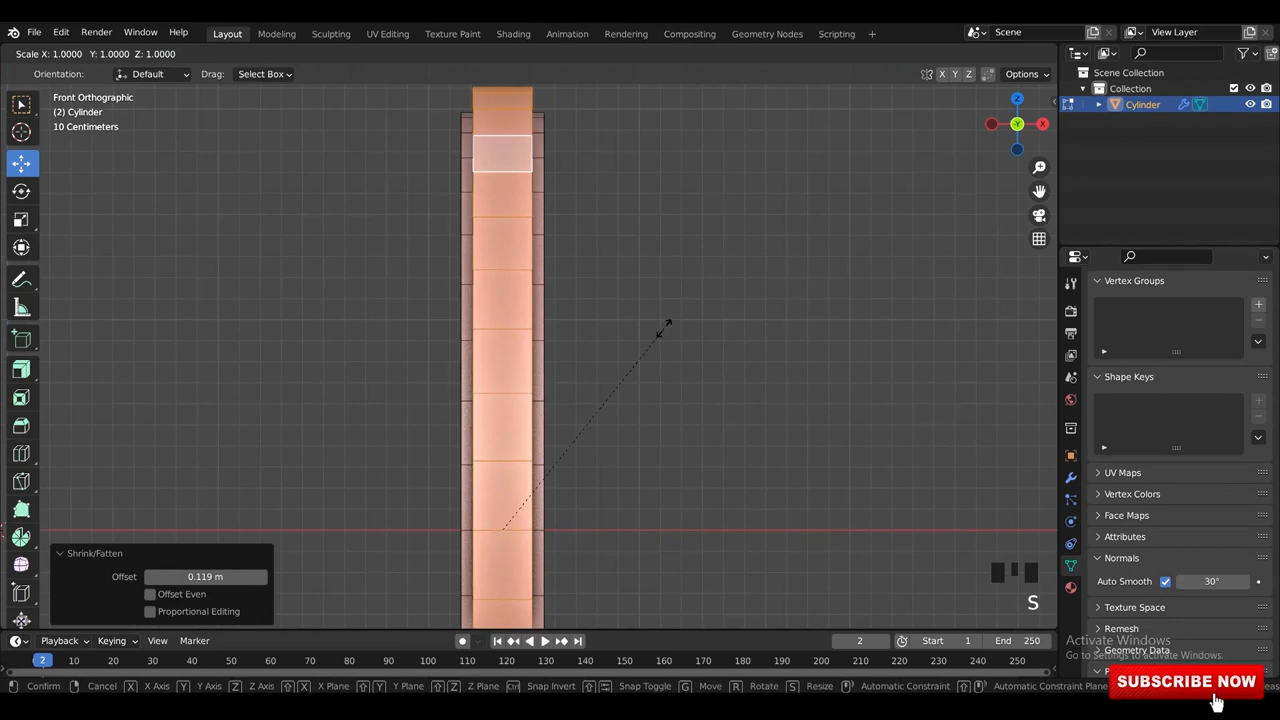 File Edit Render Window Help
Layout Modeling Sculpting UV Editing Texture Paint Shading Animation Rendering Compositing Geometry Nodes Scripting +
Scene
View Layer
Scale X: 1.0000 Y: 1.0000 Z: 1.0000
Orientation: Default Drag: Select Box
X Y Z Options
Front Orthographic
(2) Cylinder
10 Centimeters
Z
Y
X
Scene Collection
Collection
Cylinder
Vertex Groups
Shape Keys
UV Maps
Vertex Colors
Face Maps
Attributes
Normals
Auto Smooth 30°
Texture Space
Remesh
Geometry Data
Activate Windows
Go to Settings to activate Windows.
SUBSCRIBE NOW
Shrink/Fatten
Offset 0.119 m
Offset Even
Proportional Editing
S
Playback Keying View Marker
2 Start 1 End 250
2 10 20 30 40 50 60 70 80 90 100 110 120 130 140 150 160 170 180 190 200 210 220 230 240 250
Confirm Cancel X X Axis Y Y Axis Z Z Axis X X Plane Y Y Plane Z Z Plane Ctrl Snap Invert Snap Toggle G Move R Rotate S Resize Automatic Constraint Automatic Constraint Plane